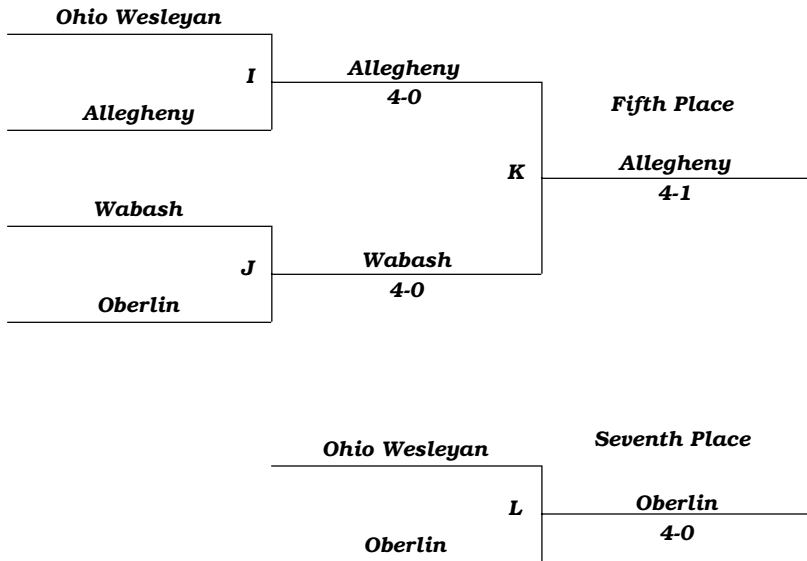 Ohio Wesleyan
I
Allegheny
4-0
Allegheny
Fifth Place
K
Allegheny
4-1
Wabash
J
Wabash
4-0
Oberlin
Seventh Place
Ohio Wesleyan
L
Oberlin
4-0
Oberlin